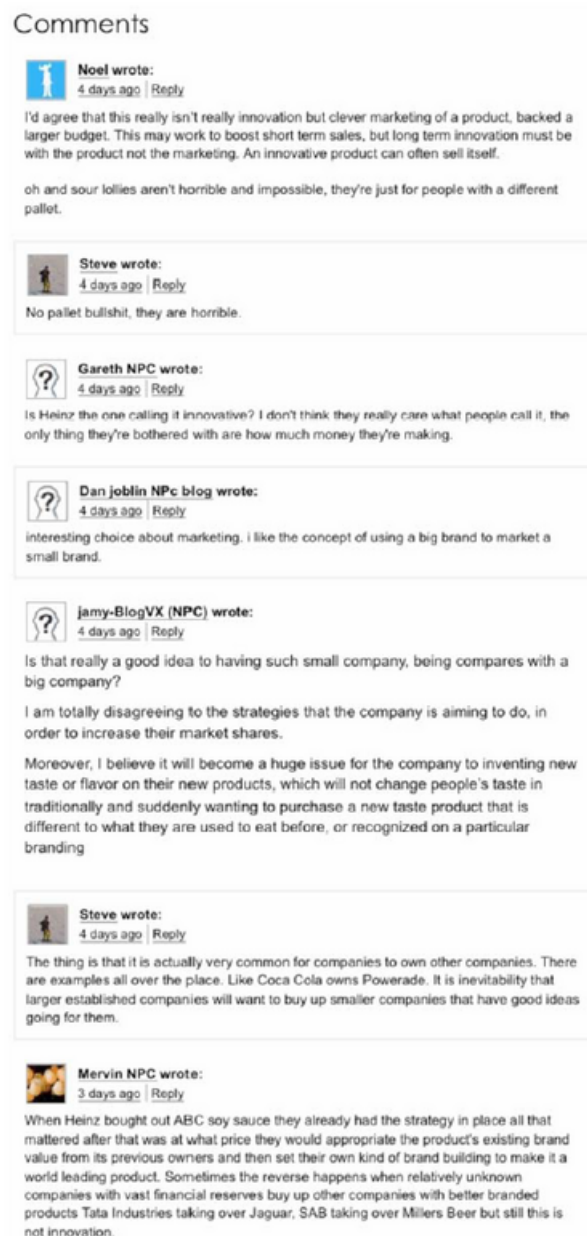 Comments
Noel wrote:
4 days ago | Reply
I'd agree that this really isn't really innovation but clever marketing of a product, backed a
larger budget. This may work to boost short term sales, but long term innovation must be
with the product not the marketing. An innovative product can often sell itself.
oh and sour lollies aren't horrible and impossible, they're just for people with a different
pallet.
Steve wrote:
4 days ago | Reply
No pallet bullshit, they are horrible.
Gareth NPC wrote:
4 days ago | Reply
Is Heinz the one calling it innovative? I don't think they really care what people call it, the
only thing they're bothered with are how much money they're making.
Dan joblin NPc blog wrote:
4 days ago | Reply
interesting choice about marketing. i like the concept of using a big brand to market a
small brand.
jamy-BlogVX (NPC) wrote:
4 days ago | Reply
Is that really a good idea to having such small company, being compares with a
big company?
I am totally disagreeing to the strategies that the company is aiming to do, in
order to increase their market shares.
Moreover, I believe it will become a huge issue for the company to inventing new
taste or flavor on their new products, which will not change people's taste in
traditionally and suddenly wanting to purchase a new taste product that is
different to what they are used to eat before, or recognized on a particular
branding
Steve wrote:
4 days ago | Reply
The thing is that it is actually very common for companies to own other companies. There
are examples all over the place. Like Coca Cola owns Powerade. It is inevitability that
larger established companies will want to buy up smaller companies that have good ideas
going for them.
Mervin NPC wrote:
3 days ago | Reply
When Heinz bought out ABC soy sauce they already had the strategy in place all that
mattered after that was at what price they would appropriate the product's existing brand
value from its previous owners and then set their own kind of brand building to make it a
world leading product. Sometimes the reverse happens when relatively unknown
companies with vast financial reserves buy up other companies with better branded
products Tata Industries taking over Jaguar, SAB taking over Millers Beer but still this is
not innovation.